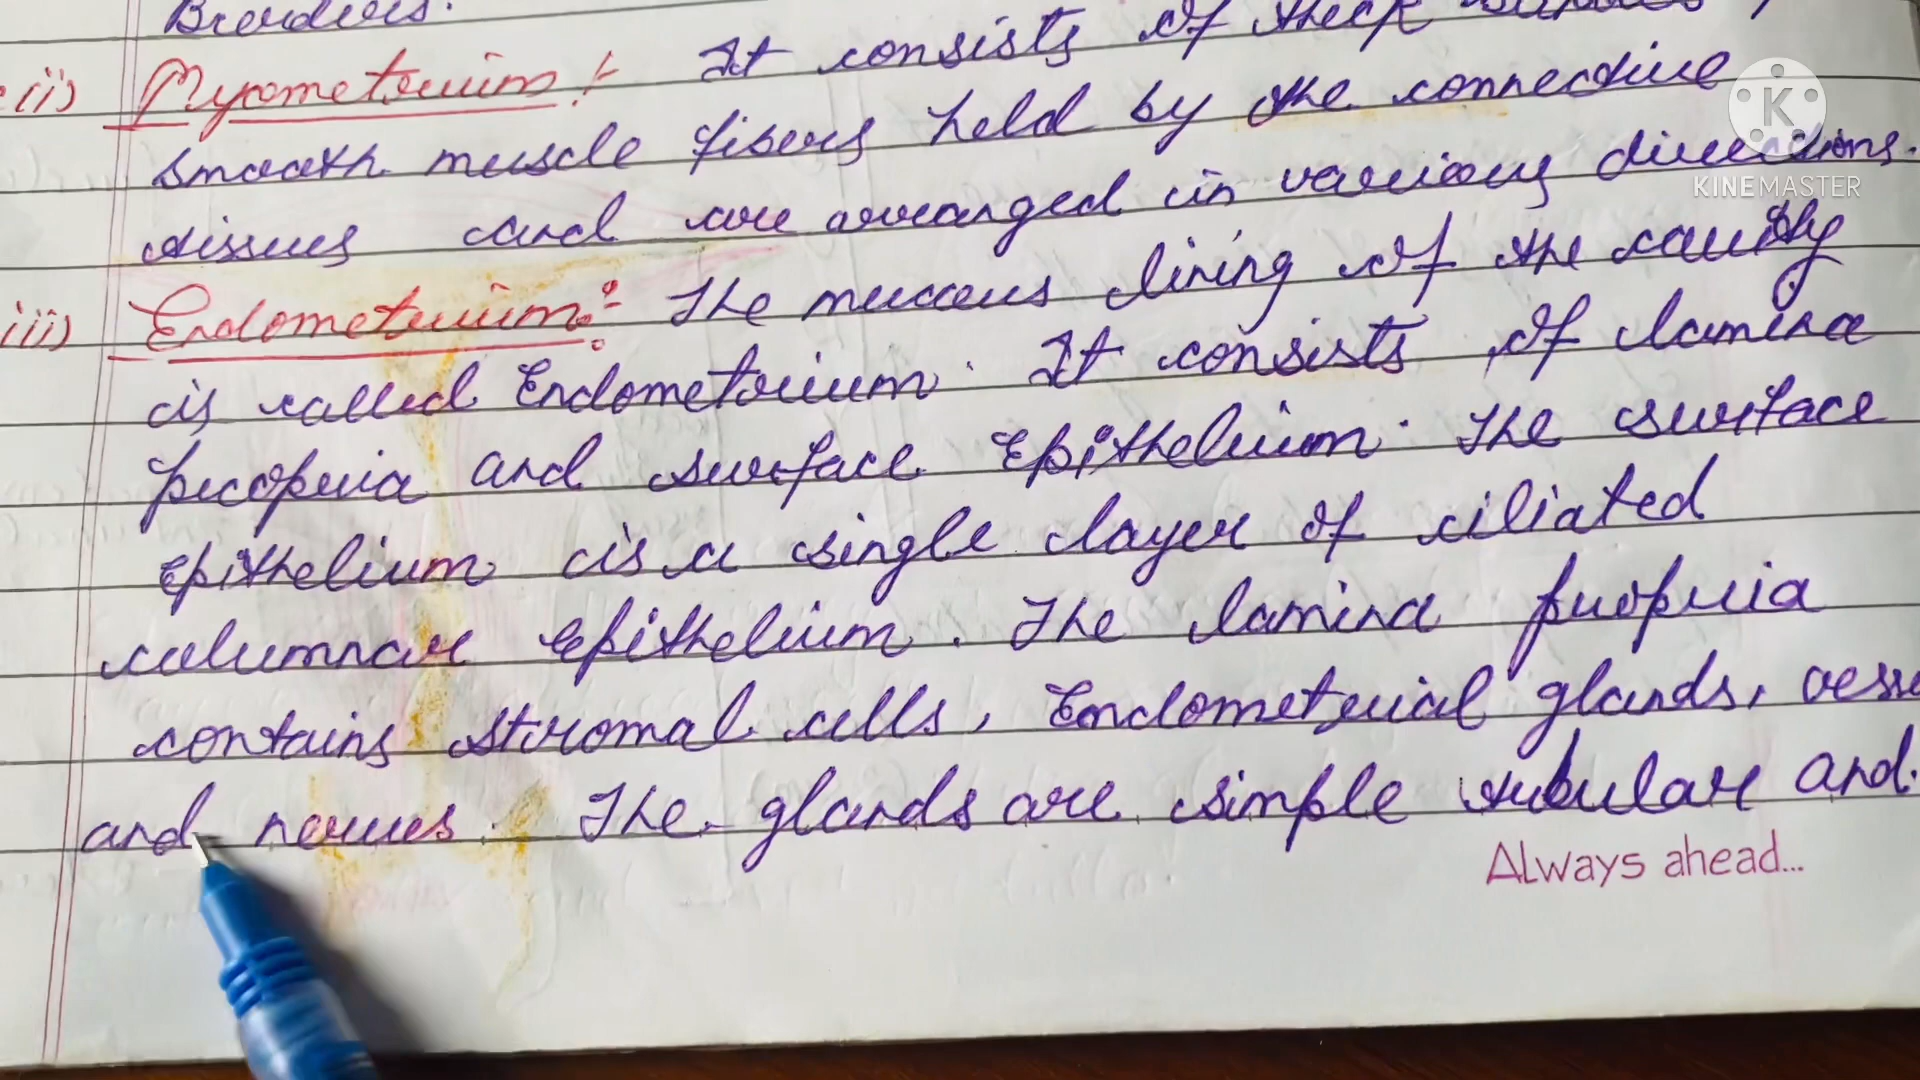 Borders.
ii) Myometrium :- It consists of thick bundles,
smooth muscle fibers held by the connective
tissues and are arranged in various directions.
iii) Endometrium :- The mucous lining of the cavity
is called Endometrium. It consists of lamina
propria and surface Epithelium. The surface
epithelium is a single layer of ciliated
columnar epithelium. The lamina propria
contains stromal cells, Endometrial glands, vess
and nerves. The glands are simple tubular and.
K
KINEMASTER
Always ahead...